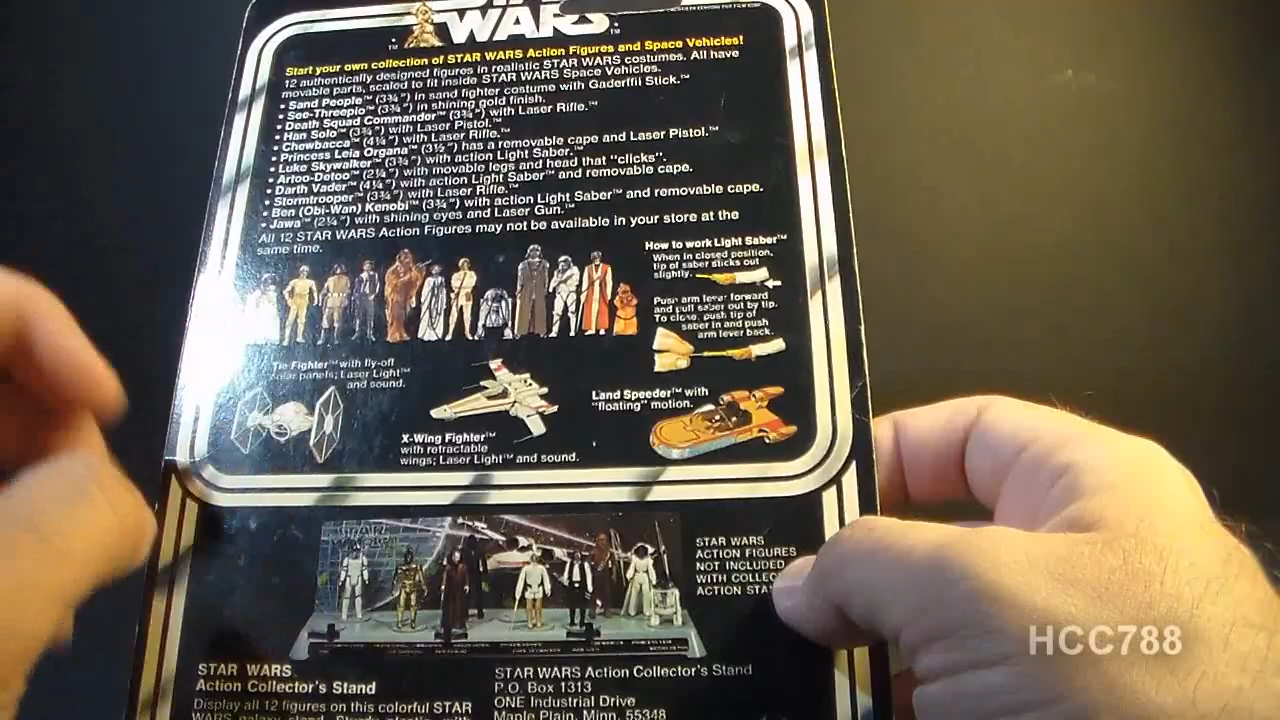 STAR
WARS
TM
TM
Start your own collection of STAR WARS Action Figures and Space Vehicles!
12 authentically designed figures in realistic STAR WARS costumes. All have
movable parts, scaled to fit inside STAR WARS Space Vehicles.
• Sand People™ (3¾″) in sand fighter costume with Gaderffii Stick.™
• See-Threepio™ (3¾″) in shining gold finish.
• Death Squad Commander™ (3¾″) with Laser Rifle.™
• Han Solo™ (3¾″) with Laser Pistol.™
• Chewbacca™ (4¼″) with Laser Rifle.™
• Princess Leia Organa™ (3½″) has a removable cape and Laser Pistol.™
• Luke Skywalker™ (3¾″) with action Light Saber.™
• Artoo-Detoo™ (2¼″) with movable legs and head that "clicks".
• Darth Vader™ (4¼″) with action Light Saber™ and removable cape.
• Stormtrooper™ (3¾″) with Laser Rifle.™
• Ben (Obi-Wan) Kenobi™ (3¾″) with action Light Saber™ and removable cape.
• Jawa™ (2¼″) with shining eyes and Laser Gun.™
All 12 STAR WARS Action Figures may not be available in your store at the
same time.
How to work Light Saber™
When in closed position,
tip of saber sticks out
slightly.
Push arm lever forward
and pull saber out by tip.
To close, push tip of
saber in and push
arm lever back.
Tie Fighter™ with fly-off
solar panels; Laser Light™
and sound.
X-Wing Fighter™
with retractable
wings; Laser Light™ and sound.
Land Speeder™ with
"floating" motion.
STAR
WARS
STAR WARS
ACTION FIGURES
NOT INCLUDED
WITH COLLEC
ACTION STA
STAR WARS
Action Collector's Stand
Display all 12 figures on this colorful STAR
WARS galaxy stand. Sturdy plastic, with
STAR WARS Action Collector's Stand
P.O. Box 1313
ONE Industrial Drive
Maple Plain, Minn. 55348
HCC788